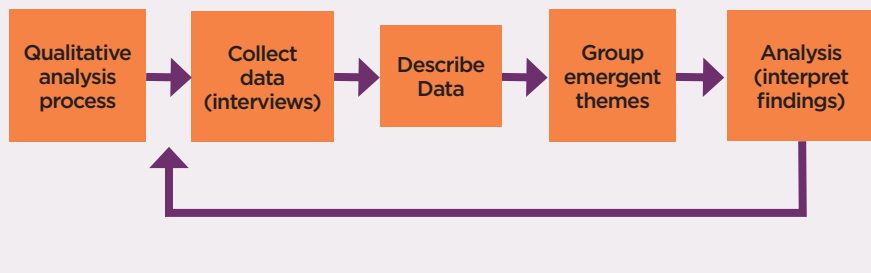 Qualitative
analysis
process
Collect
data
(interviews)
Describe
Data
Group
emergent
themes
Analysis
(interpret
findings)